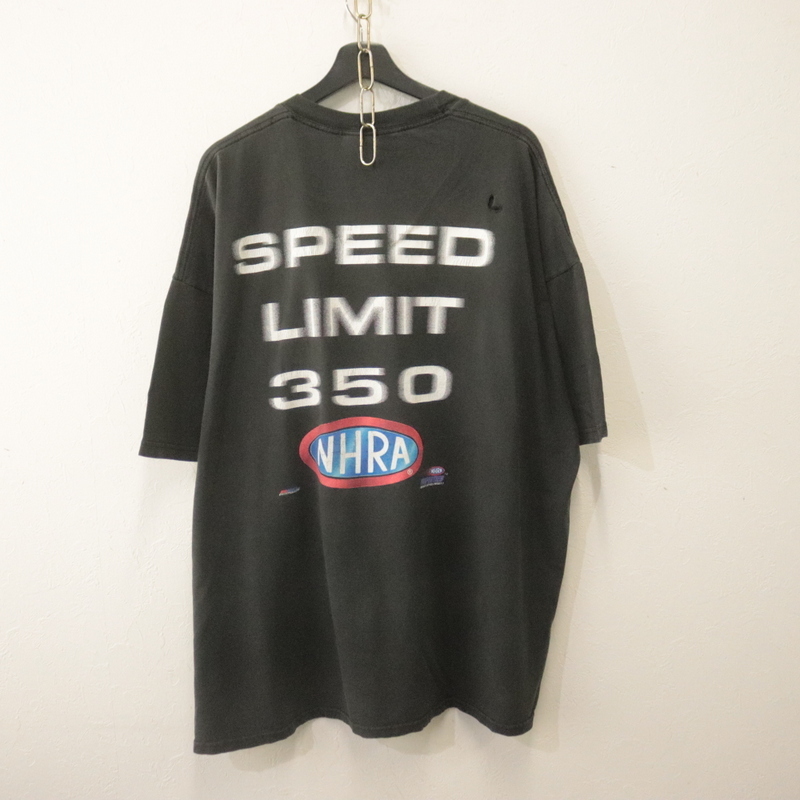 SPEED
LIMIT
350
NHRA